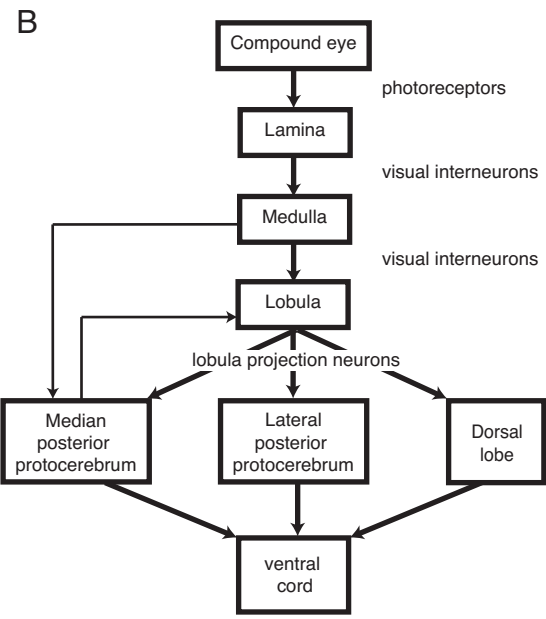 B
Compound eye
photoreceptors
Lamina
visual interneurons
Medulla
visual interneurons
Lobula
lobula projection neurons
Median
posterior
protocerebrum
Lateral
posterior
protocerebrum
Dorsal
lobe
ventral
cord